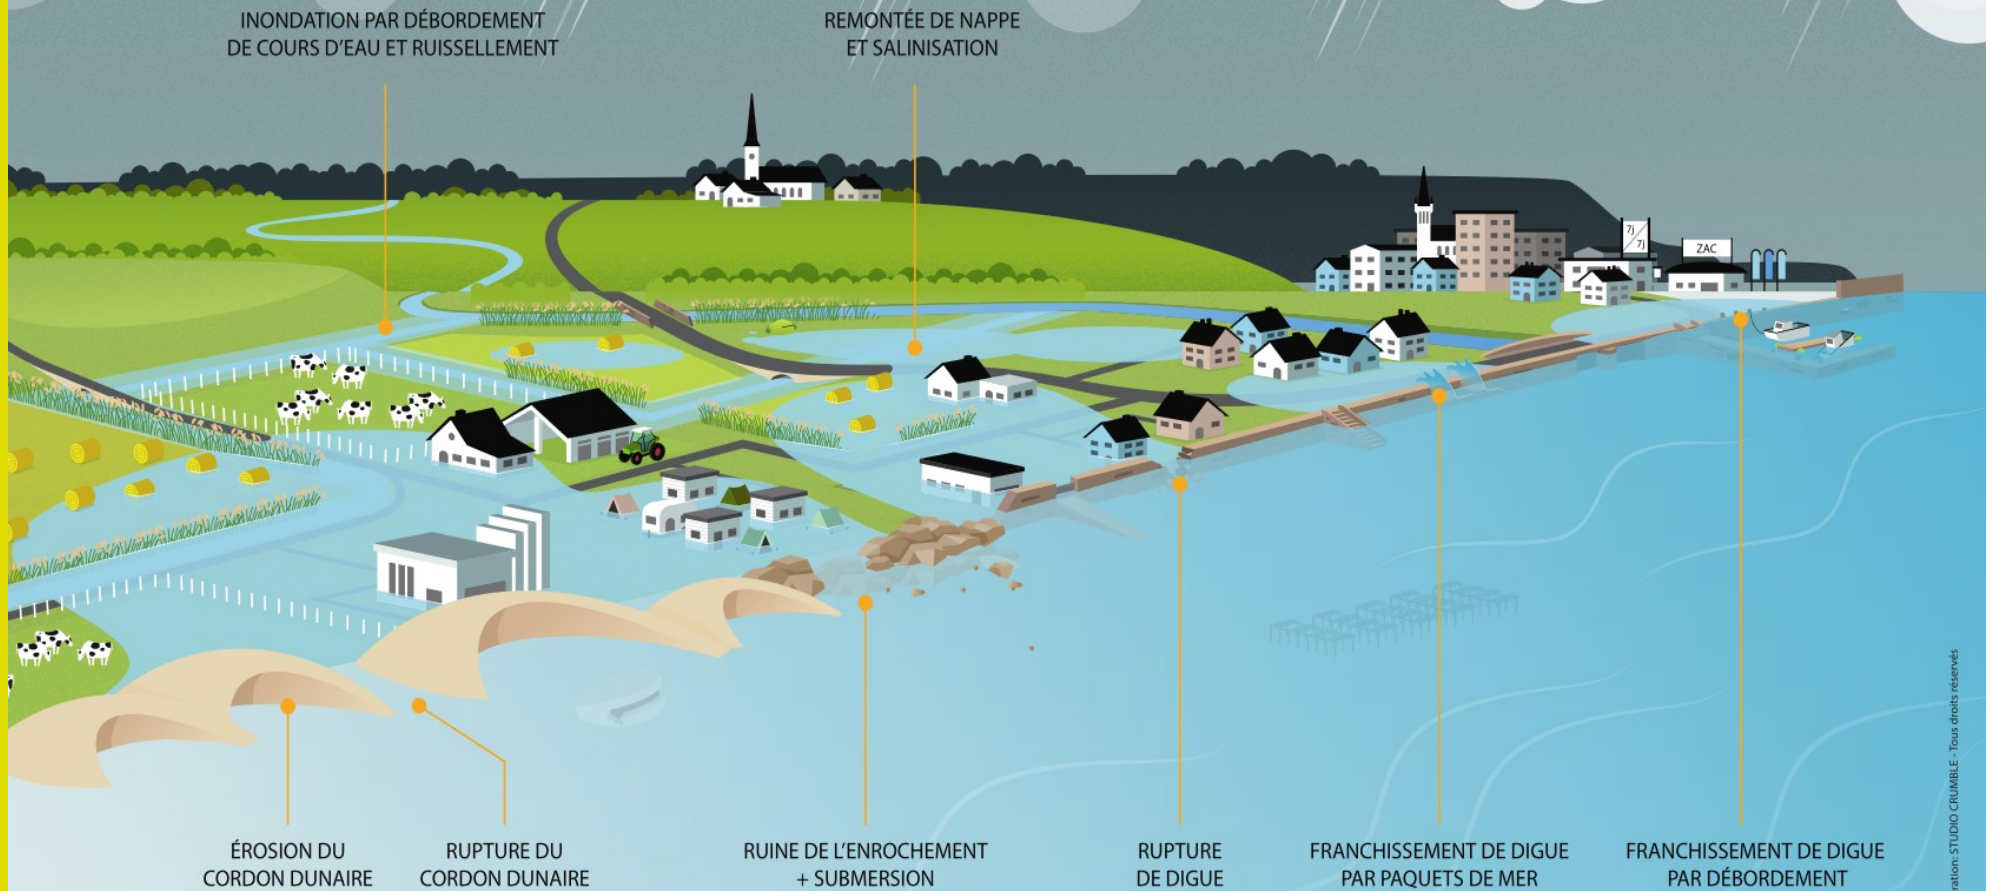 INONDATION PAR DÉBORDEMENT
DE COURS D'EAU ET RUISSELLEMENT
REMONTÉE DE NAPPE
ET SALINISATION
7j
7j
ZAC
ÉROSION DU
CORDON DUNAIRE
RUPTURE DU
CORDON DUNAIRE
RUINE DE L'ENROCHEMENT
+ SUBMERSION
RUPTURE
DE DIGUE
FRANCHISSEMENT DE DIGUE
PAR PAQUETS DE MER
FRANCHISSEMENT DE DIGUE
PAR DÉBORDEMENT
STUDIO CRUMBLE - Tous droits réservés